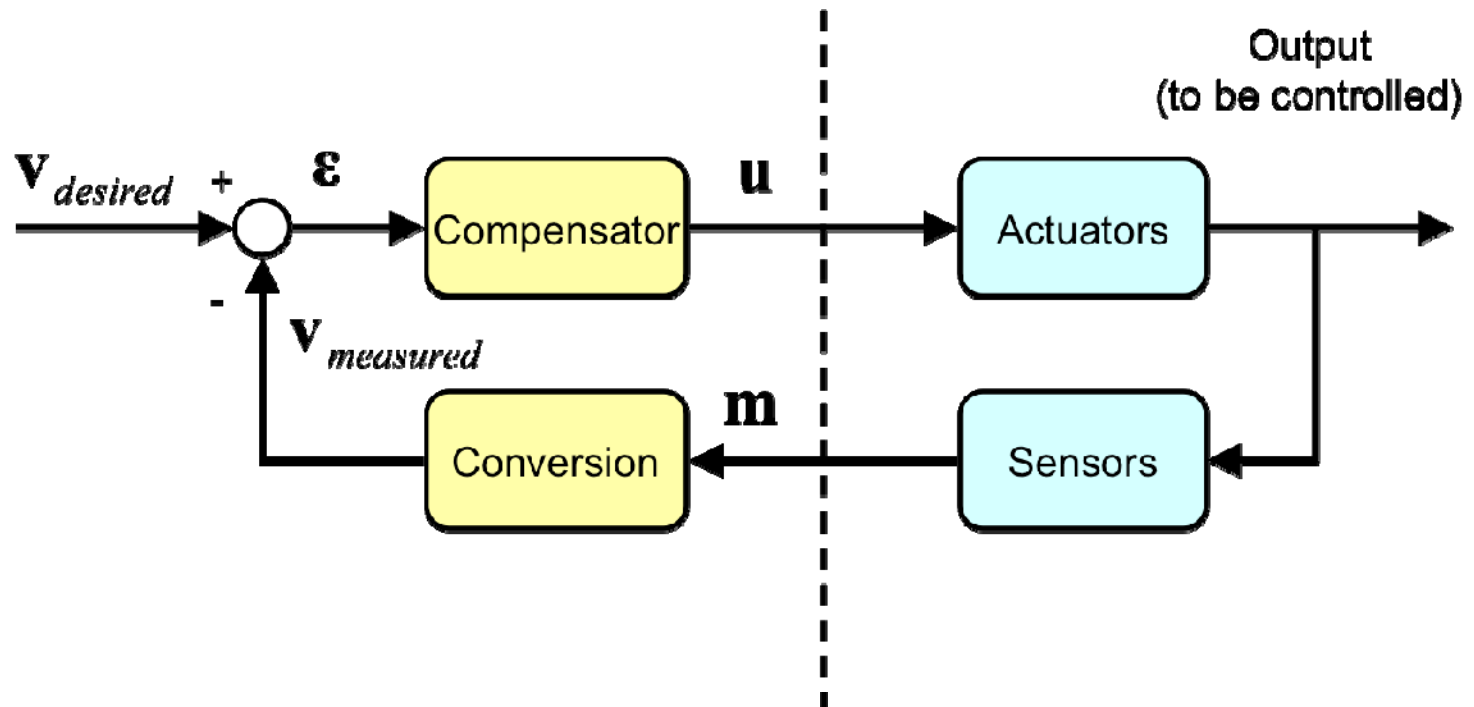 Output
(to be controlled)
v desired
+
ε
Compensator
u
Actuators
-
v measured
Conversion
m
Sensors